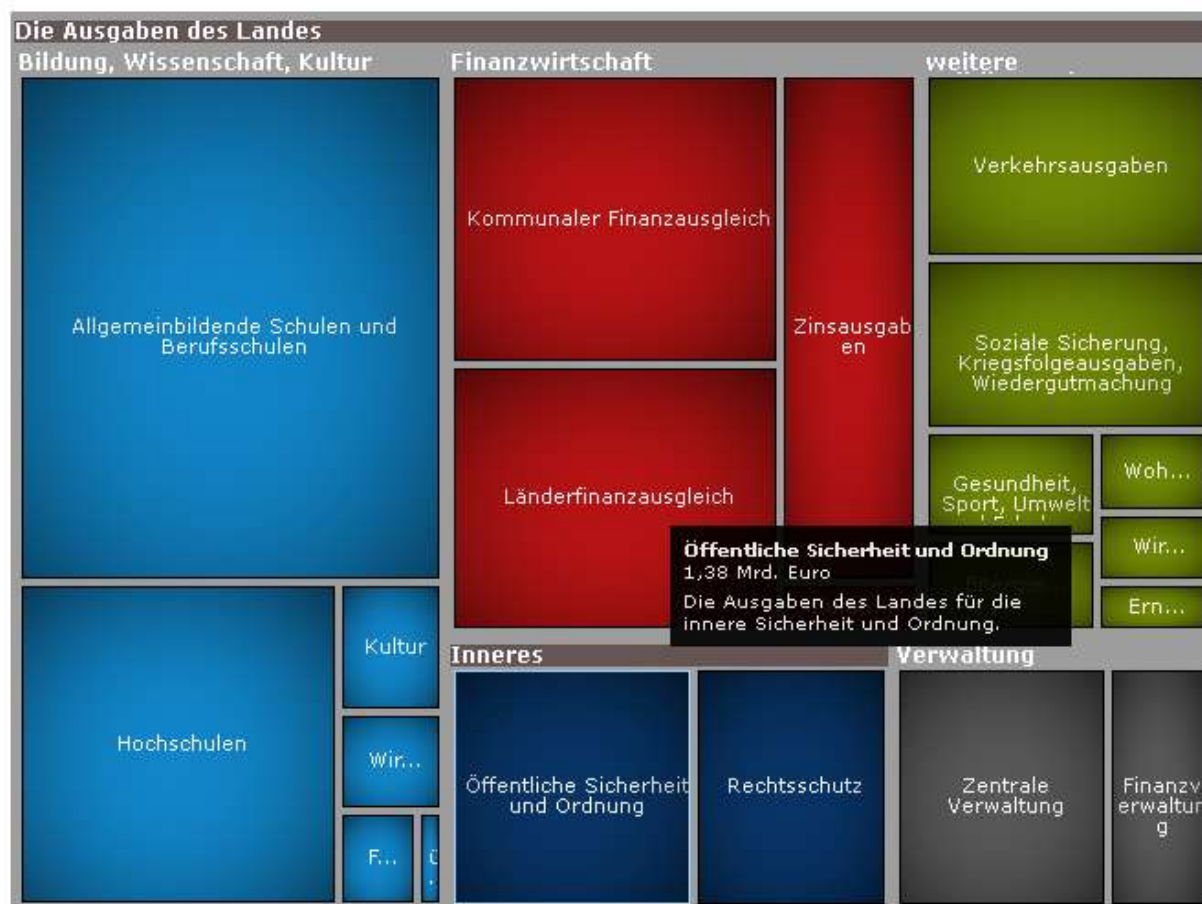 Die Ausgaben des Landes
Bildung, Wissenschaft, Kultur
Allgemeinbildende Schulen und
Berufsschulen
Hochschulen
Kultur
Wir...
F...
Finanzwirtschaft
Kommunaler Finanzausgleich
Länderfinanzausgleich
Zinsausgab
en
weitere
Verkehrsausgaben
Soziale Sicherung,
Kriegsfolgeausgaben,
Wiedergutmachung
Gesundheit,
Sport, Umwelt
Woh...
Wir...
Ern...
Öffentliche Sicherheit und Ordnung
1,38 Mrd. Euro
Die Ausgaben des Landes für die
innere Sicherheit und Ordnung.
Inneres
Öffentliche Sicherheit
und Ordnung
Rechtsschutz
Verwaltung
Zentrale
Verwaltung
Finanzv
erwaltun
g